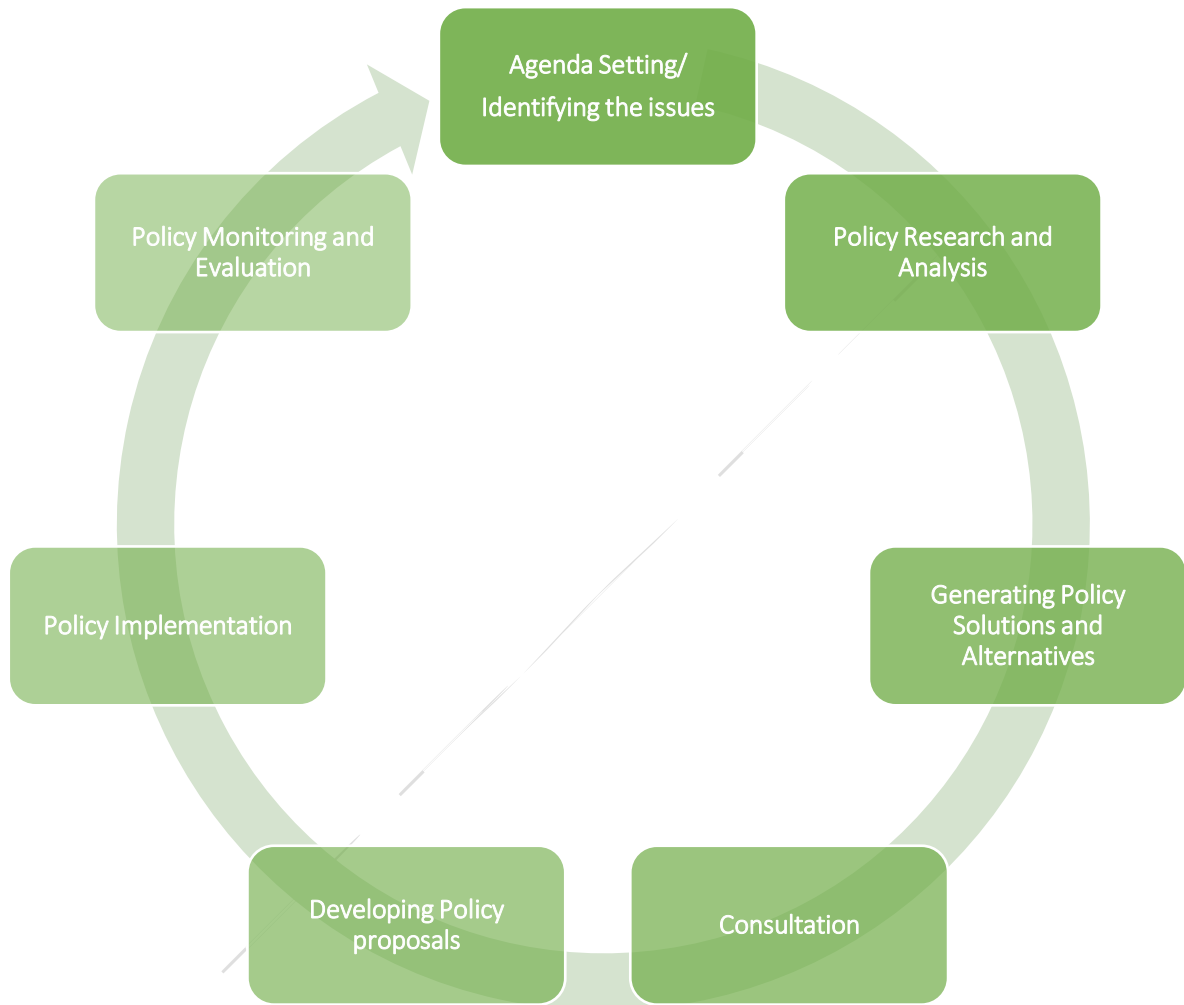 Agenda Setting/
Identifying the issues
Policy Research and
Analysis
Generating Policy
Solutions and
Alternatives
Consultation
Developing Policy
proposals
Policy Implementation
Policy Monitoring and
Evaluation